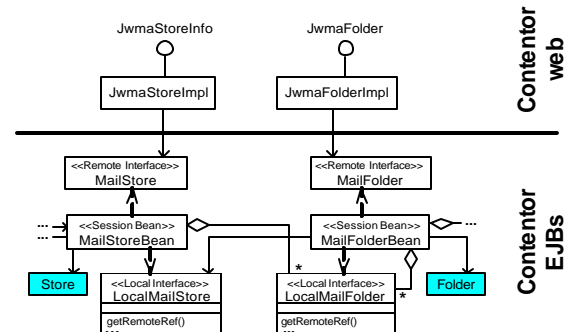 JwmaStoreInfo
JwmaFolder
JwmaStoreImpl
JwmaFolderImpl
Contentor
web
<<Remote Interface>>
MailStore
<<Remote Interface>>
MailFolder
...
...
<<Session Bean>>
MailStoreBean
<<Session Bean>>
MailFolderBean
...
Store
<<Local Interface>>
LocalMailStore
getRemoteRef()
...
*
<<Local Interface>>
LocalMailFolder
*
getRemoteRef()
...
Folder
Contentor
EJBs